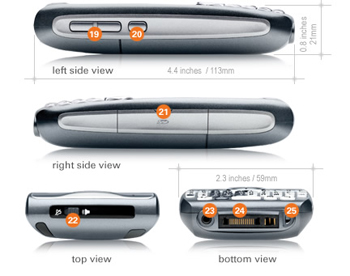 19
20
left side view
4.4 inches / 113mm
0.8 inches /
21mm
21
right side view
2.3 inches / 59mm
22
23
24
25
top view
bottom view